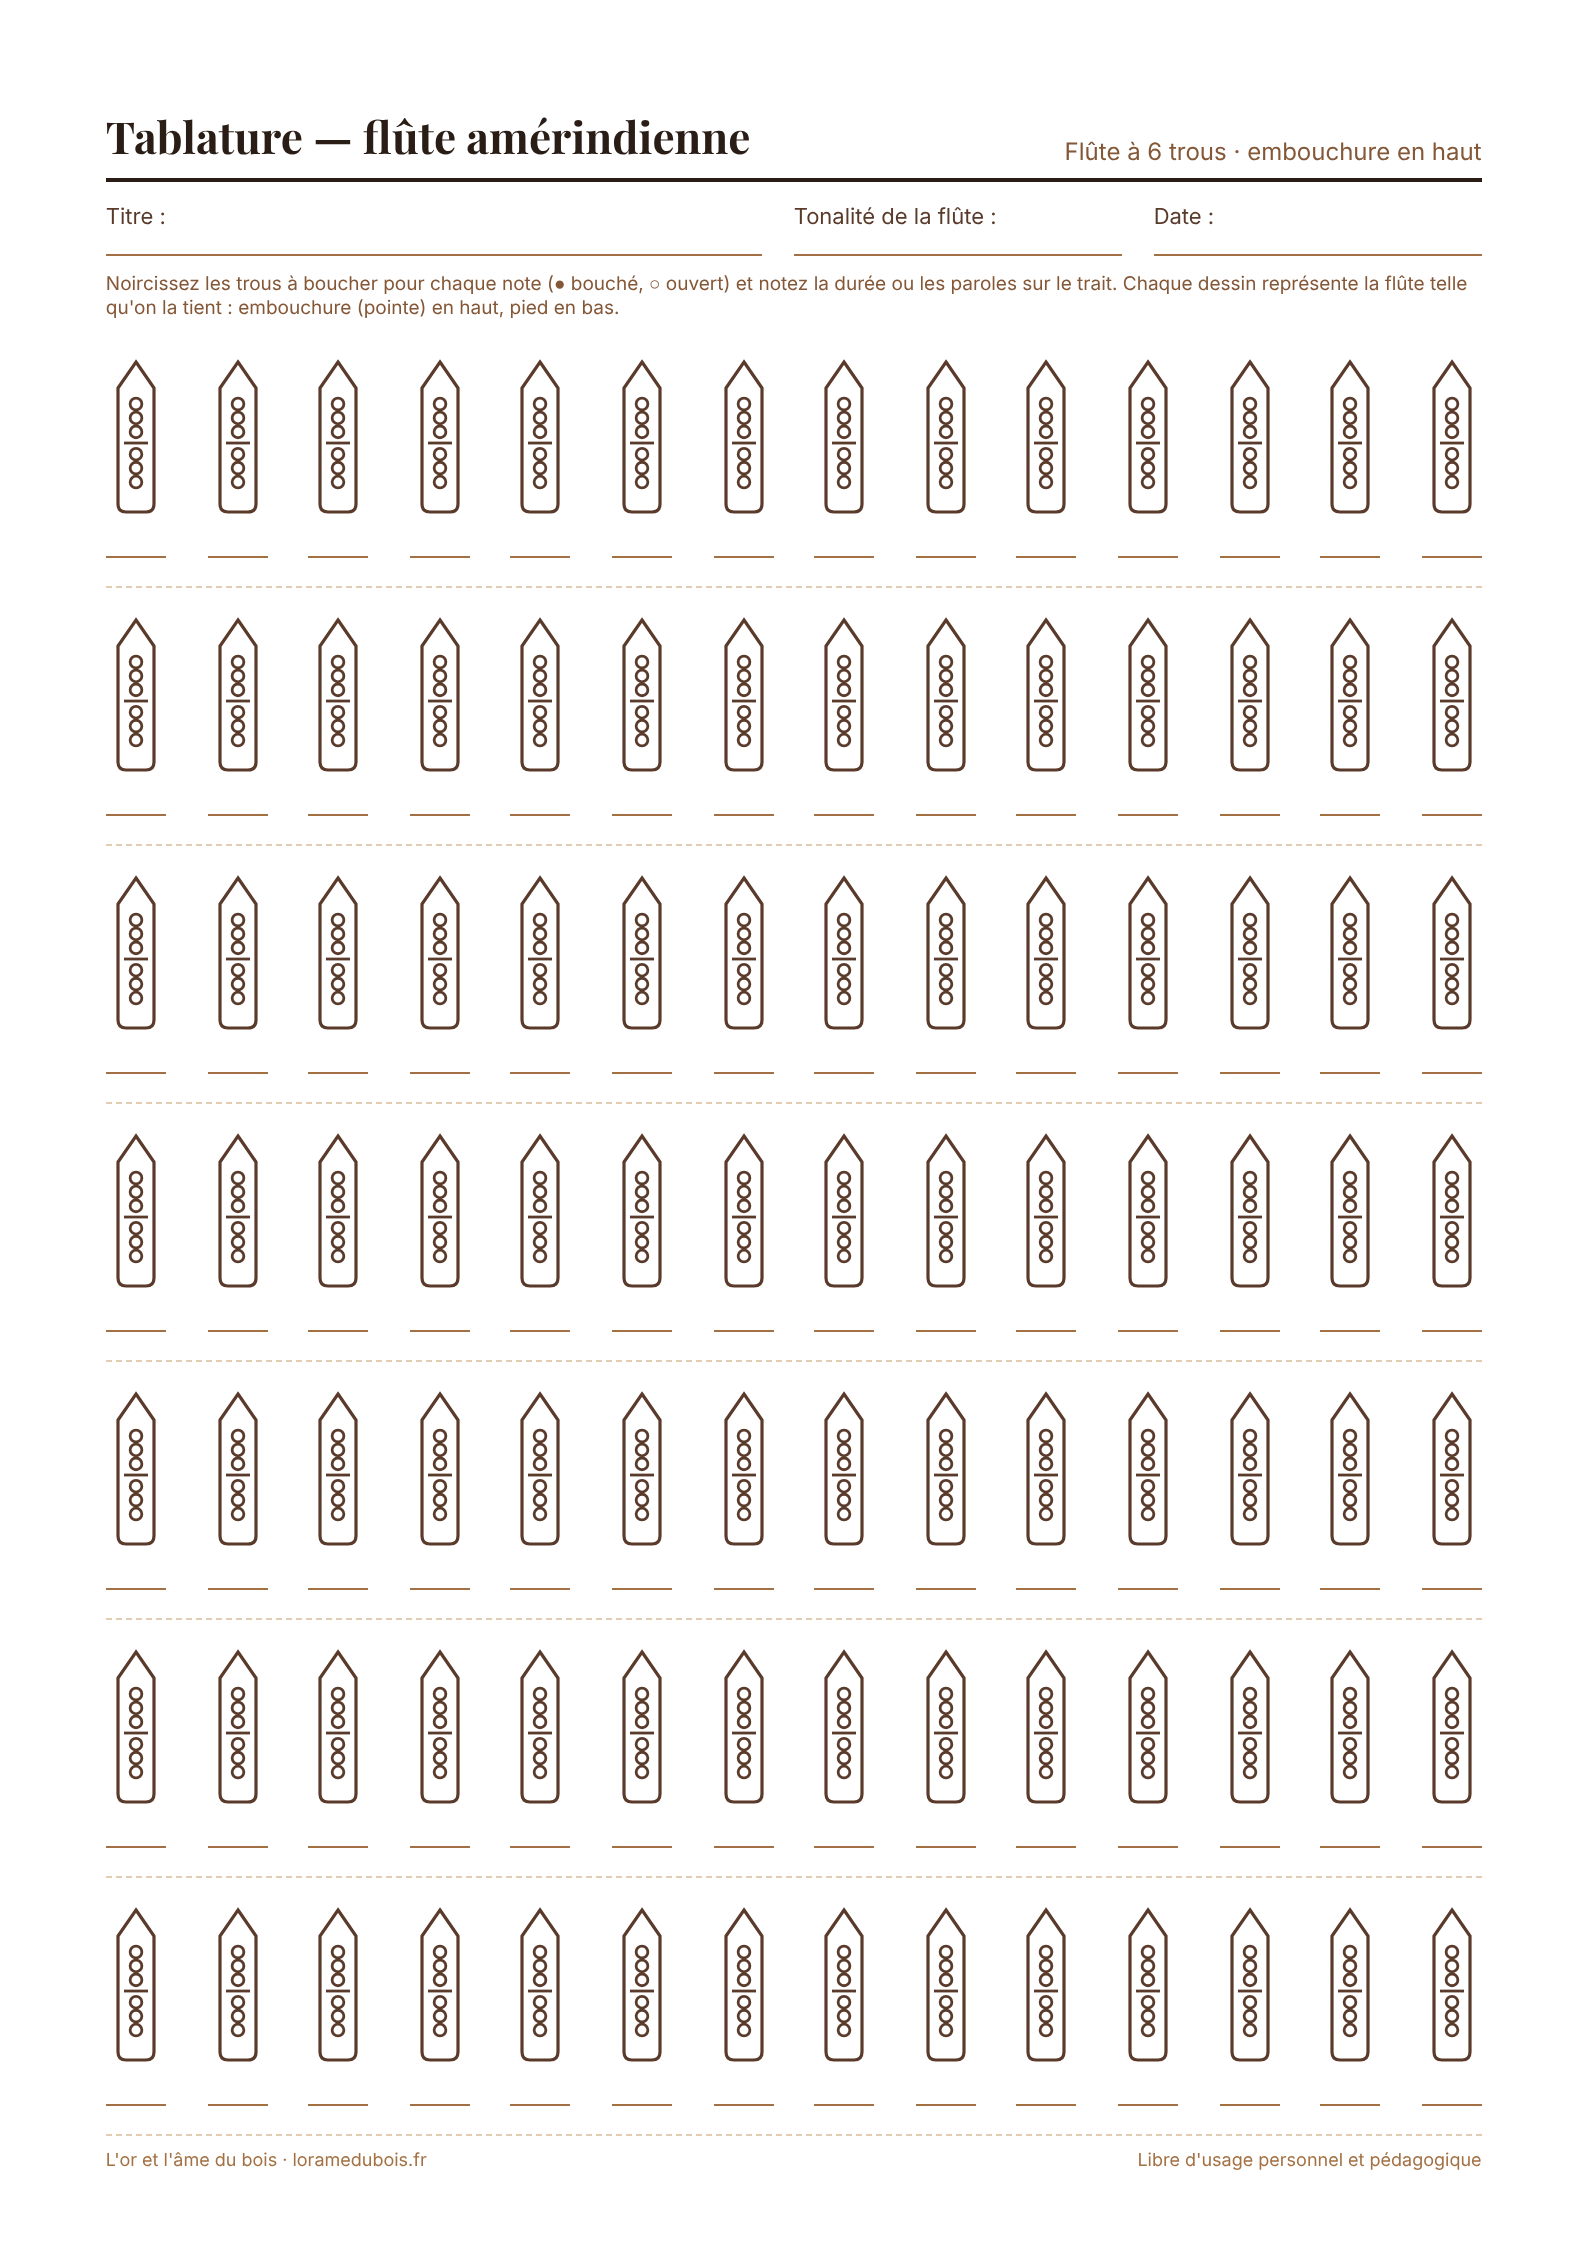 Tablature — flûte amérindienne
Flûte à 6 trous · embouchure en haut
Titre :
Tonalité de la flûte :
Date :
Noircissez les trous à boucher pour chaque note (● bouché, ○ ouvert) et notez la durée ou les paroles sur le trait. Chaque dessin représente la flûte telle
qu'on la tient : embouchure (pointe) en haut, pied en bas.
L'or et l'âme du bois · loramedubois.fr
Libre d'usage personnel et pédagogique